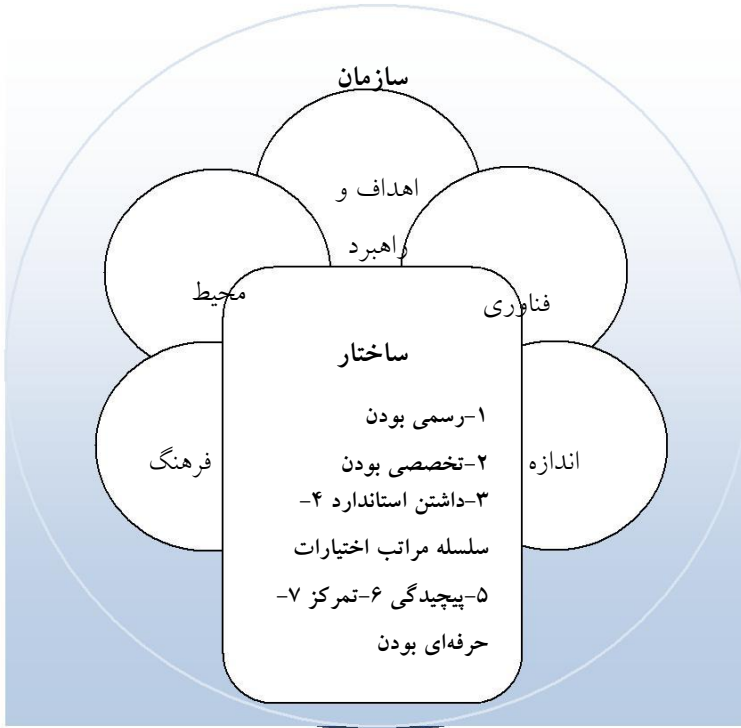 سازمان
اهداف و
راهبرد
محیط
فناوری
ساختار
۱-رسمی بودن
۲-تخصصی بودن
۳-داشتن استاندارد ۴-
سلسله مراتب اختیارات
۵-پیچیدگی ۶-تمرکز ۷-
حرفه‌ای بودن
فرهنگ
اندازه